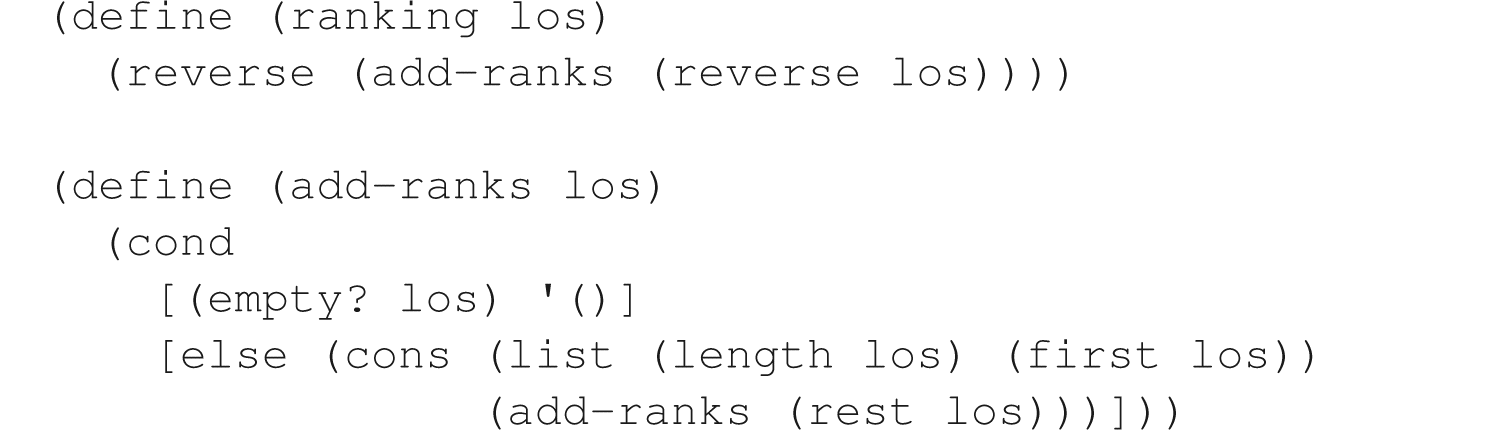 (define (ranking los)
  (reverse (add-ranks (reverse los))))

(define (add-ranks los)
  (cond
    [(empty? los) '()]
    [else (cons (list (length los) (first los))
                (add-ranks (rest los)))]))